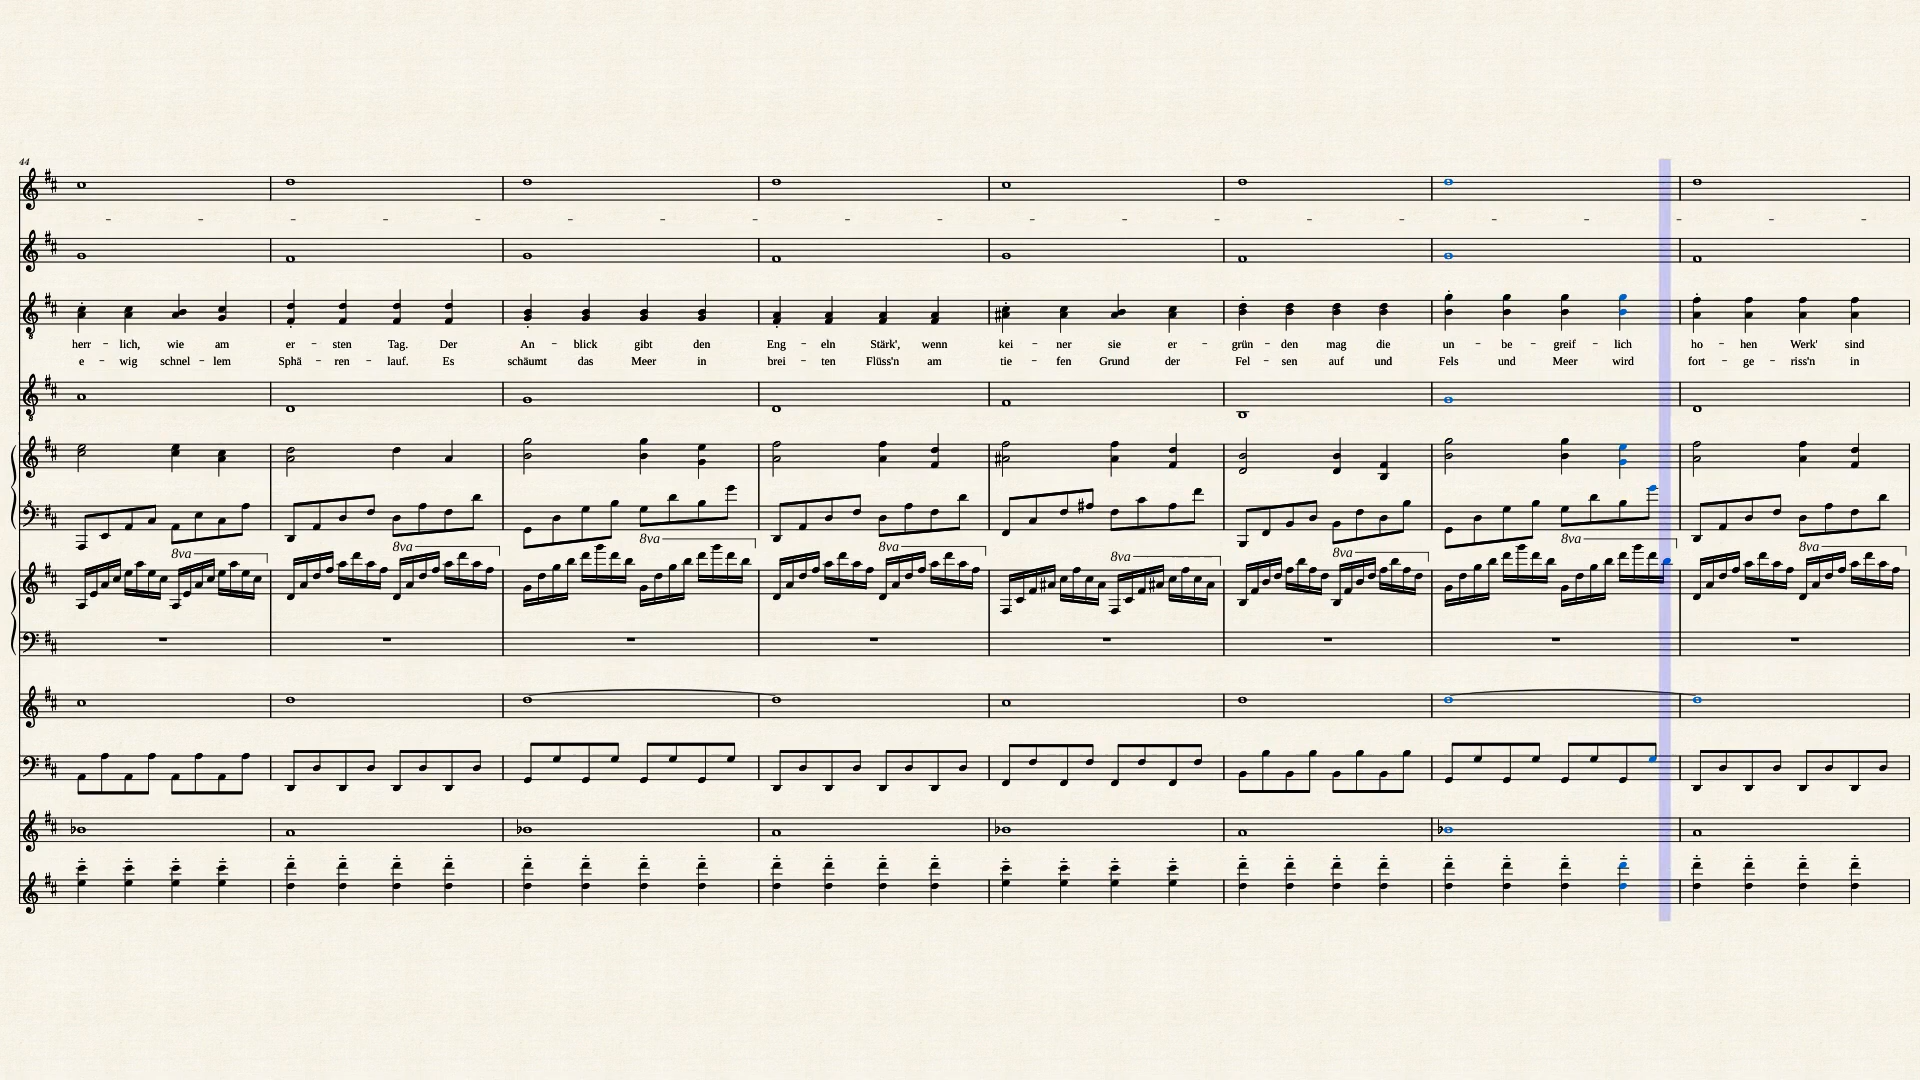 44
herr - lich, wie am er - sten Tag. Der An - blick gibt den Eng - eln Stärk', wenn kei - ner sie er - grün - den mag die un - be - greif - lich ho - hen Werk' sind
e - wig schnel - lem Sphä - ren - lauf. Es schäumt das Meer in brei - ten Flüss'n am tie - fen Grund der Fel - sen auf und Fels und Meer wird fort - ge - riss'n in
8va 8va 8va 8va 8va 8va 8va 8va